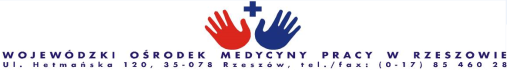 WOJEWÓDZKI OŚRODEK MEDYCYNY PRACY W RZESZOWIE
Ul. Hetmańska 120, 35-078 Rzeszów, tel./fax: (0-17) 85 460 28